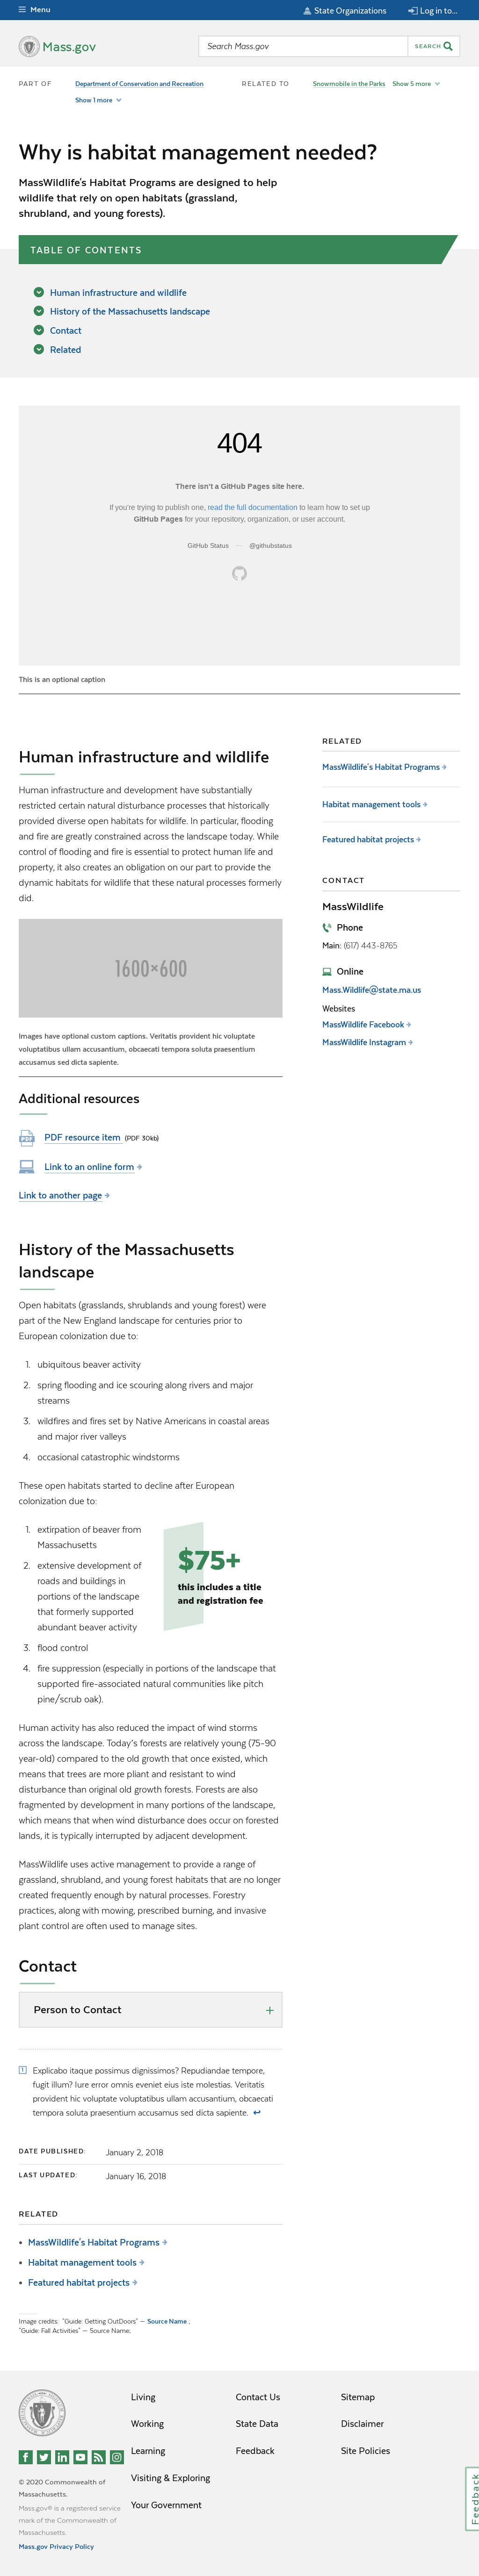 Menu
State Organizations
Log in to...
Mass.gov
Search Mass.gov
SEARCH
PART OF
Department of Conservation and Recreation
Show 1 more
RELATED TO
Snowmobile in the Parks
Show 5 more
Why is habitat management needed?
MassWildlife's Habitat Programs are designed to help
wildlife that rely on open habitats (grassland,
shrubland, and young forests).
TABLE OF CONTENTS
Human infrastructure and wildlife
History of the Massachusetts landscape
Contact
Related
404
There isn't a GitHub Pages site here.
If you're trying to publish one, read the full documentation to learn how to set up
GitHub Pages for your repository, organization, or user account.
GitHub Status — @githubstatus
This is an optional caption
Human infrastructure and wildlife
Human infrastructure and development have substantially
restricted certain natural disturbance processes that historically
provided diverse open habitats for wildlife. In particular, flooding
and fire are greatly constrained across the landscape today. While
control of flooding and fire is essential to protect human life and
property, it also creates an obligation on our part to provide the
dynamic habitats for wildlife that these natural processes formerly
did.
1600×600
Images have optional custom captions. Veritatis provident hic voluptate
voluptatibus ullam accusantium, obcaecati tempora soluta praesentium
accusamus sed dicta sapiente.
Additional resources
PDF
PDF resource item (PDF 30kb)
Link to an online form
Link to another page
History of the Massachusetts
landscape
Open habitats (grasslands, shrublands and young forest) were
part of the New England landscape for centuries prior to
European colonization due to:
1. ubiquitous beaver activity
2. spring flooding and ice scouring along rivers and major
streams
3. wildfires and fires set by Native Americans in coastal areas
and major river valleys
4. occasional catastrophic windstorms
These open habitats started to decline after European
colonization due to:
1. extirpation of beaver from
Massachusetts
2. extensive development of
roads and buildings in
portions of the landscape
that formerly supported
abundant beaver activity
3. flood control
4. fire suppression (especially in portions of the landscape that
supported fire-associated natural communities like pitch
pine/scrub oak).
$75+
this includes a title
and registration fee
Human activity has also reduced the impact of wind storms
across the landscape. Today's forests are relatively young (75-90
year-old) compared to the old growth that once existed, which
means that trees are more pliant and resistant to wind
disturbance than original old growth forests. Forests are also
fragmented by development in many portions of the landscape,
which means that when wind disturbance does occur on forested
lands, it is typically interrupted by adjacent development.
MassWildlife uses active management to provide a range of
grassland, shrubland, and young forest habitats that are no longer
created frequently enough by natural processes. Forestry
practices, along with mowing, prescribed burning, and invasive
plant control are often used to manage sites.
Contact
Person to Contact
1
Explicabo itaque possimus dignissimos? Repudiandae tempore,
fugit illum? Iure error omnis eveniet eius iste molestias. Veritatis
provident hic voluptate voluptatibus ullam accusantium, obcaecati
tempora soluta praesentium accusamus sed dicta sapiente.
DATE PUBLISHED: January 2, 2018
LAST UPDATED: January 16, 2018
RELATED
MassWildlife's Habitat Programs
Habitat management tools
Featured habitat projects
Image credits: "Guide: Getting OutDoors" — Source Name ;
"Guide: Fall Activities" — Source Name;
RELATED
MassWildlife's Habitat Programs
Habitat management tools
Featured habitat projects
CONTACT
MassWildlife
Phone
Main: (617) 443-8765
Online
Mass.Wildlife@state.ma.us
Websites
MassWildlife Facebook
MassWildlife Instagram
Living
Working
Learning
Visiting & Exploring
Your Government
Contact Us
State Data
Feedback
Sitemap
Disclaimer
Site Policies
© 2020 Commonwealth of
Massachusetts.
Mass.gov® is a registered service
mark of the Commonwealth of
Massachusetts.
Mass.gov Privacy Policy
Feedback